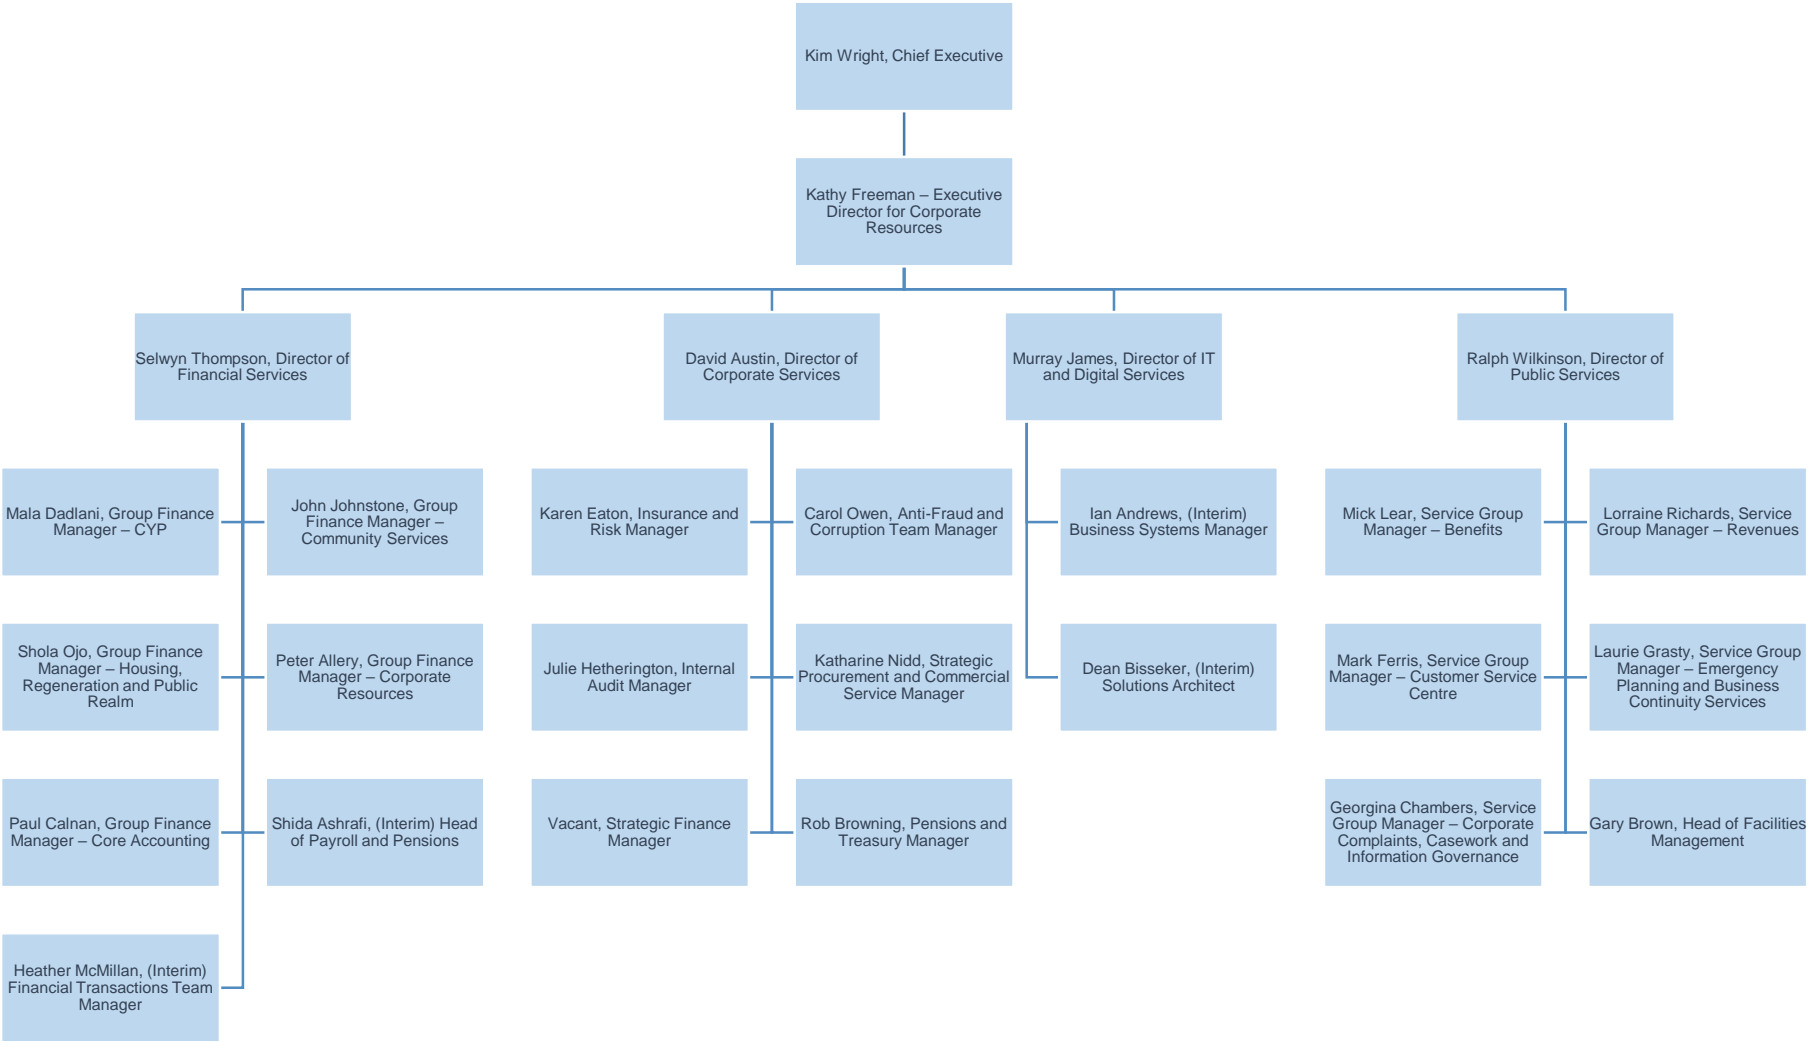 Kim Wright, Chief Executive
Kathy Freeman – Executive
Director for Corporate
Resources
Selwyn Thompson, Director of
Financial Services
David Austin, Director of
Corporate Services
Murray James, Director of IT
and Digital Services
Ralph Wilkinson, Director of
Public Services
Mala Dadlani, Group Finance
Manager – CYP
John Johnstone, Group
Finance Manager –
Community Services
Karen Eaton, Insurance and
Risk Manager
Carol Owen, Anti-Fraud and
Corruption Team Manager
Ian Andrews, (Interim)
Business Systems Manager
Mick Lear, Service Group
Manager – Benefits
Lorraine Richards, Service
Group Manager – Revenues
Shola Ojo, Group Finance
Manager – Housing,
Regeneration and Public
Realm
Peter Allery, Group Finance
Manager – Corporate
Resources
Julie Hetherington, Internal
Audit Manager
Katharine Nidd, Strategic
Procurement and Commercial
Service Manager
Dean Bisseker, (Interim)
Solutions Architect
Mark Ferris, Service Group
Manager – Customer Service
Centre
Laurie Grasty, Service Group
Manager – Emergency
Planning and Business
Continuity Services
Paul Calnan, Group Finance
Manager – Core Accounting
Shida Ashrafi, (Interim) Head
of Payroll and Pensions
Vacant, Strategic Finance
Manager
Rob Browning, Pensions and
Treasury Manager
Georgina Chambers, Service
Group Manager – Corporate
Complaints, Casework and
Information Governance
Gary Brown, Head of Facilities
Management
Heather McMillan, (Interim)
Financial Transactions Team
Manager